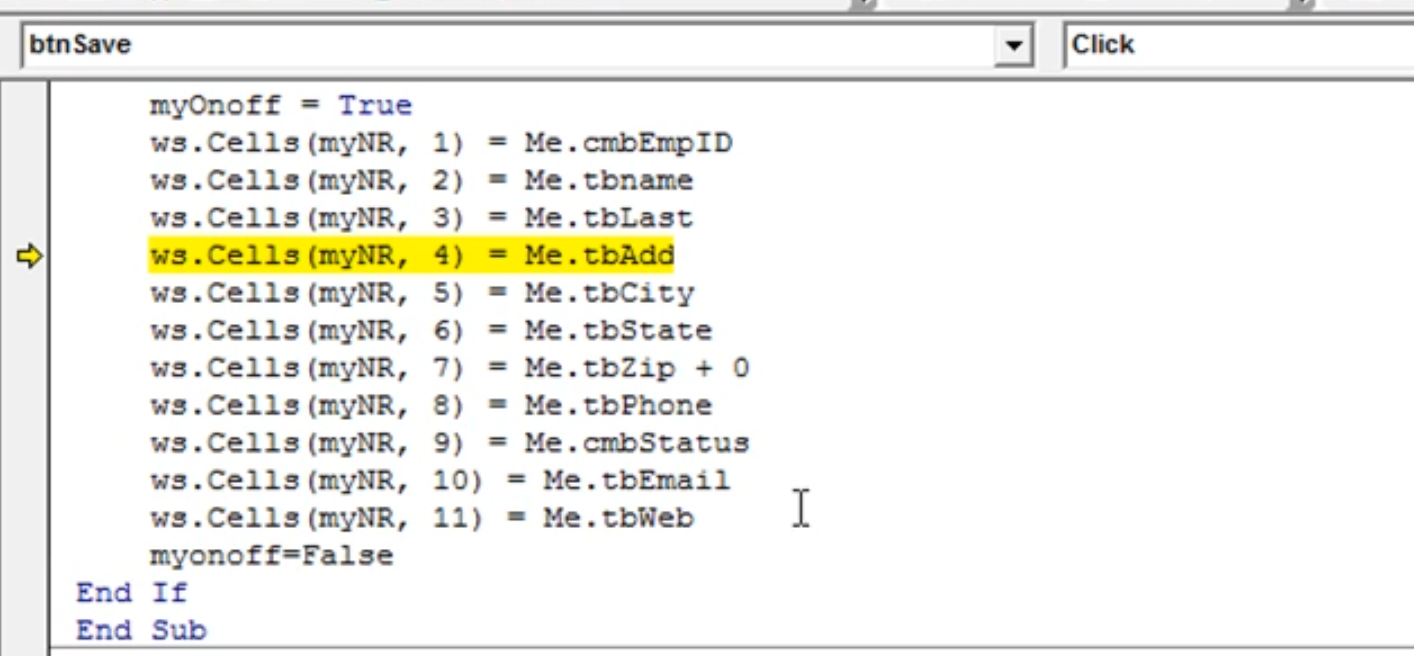 btnSave
Click
myOnoff = True
ws.Cells(myNR, 1) = Me.cmbEmpID
ws.Cells(myNR, 2) = Me.tbname
ws.Cells(myNR, 3) = Me.tbLast
ws.Cells(myNR, 4) = Me.tbAdd
ws.Cells(myNR, 5) = Me.tbCity
ws.Cells(myNR, 6) = Me.tbState
ws.Cells(myNR, 7) = Me.tbZip + 0
ws.Cells(myNR, 8) = Me.tbPhone
ws.Cells(myNR, 9) = Me.cmbStatus
ws.Cells(myNR, 10) = Me.tbEmail
ws.Cells(myNR, 11) = Me.tbWeb
myonoff=False
End If
End Sub